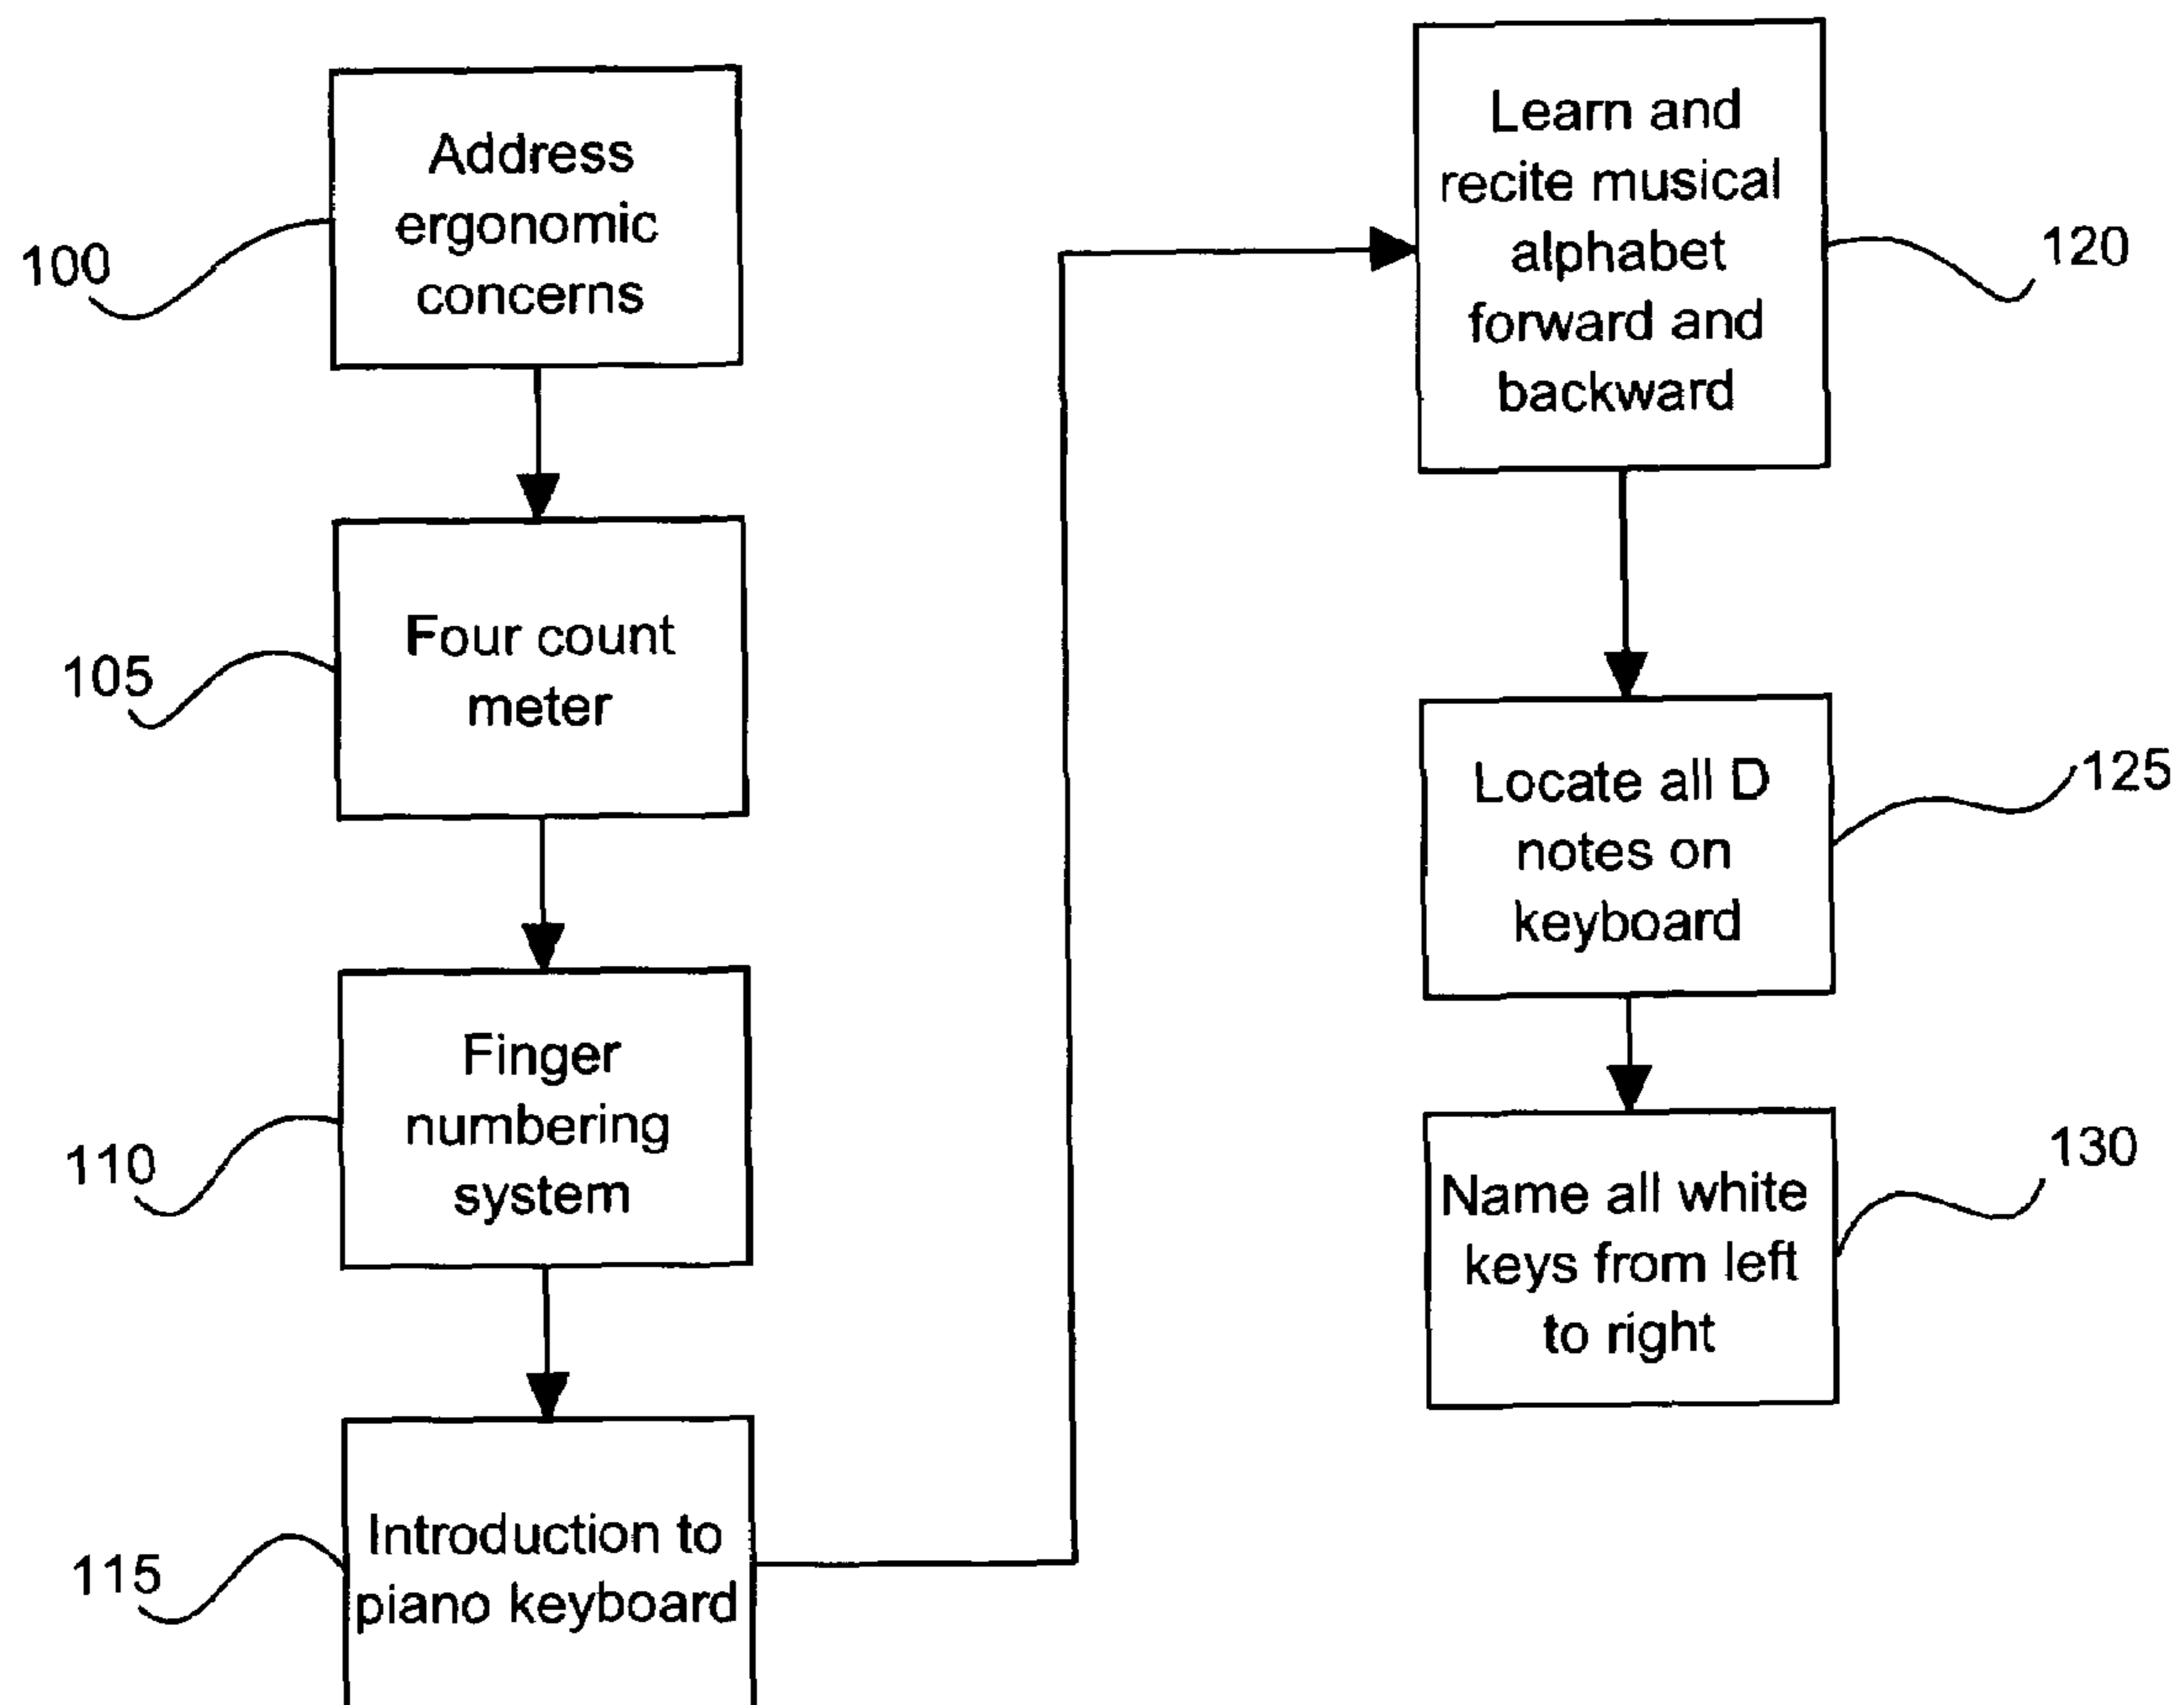 Address
ergonomic
concerns
100
Four count
meter
105
Finger
numbering
system
110
Introduction to
piano keyboard
115
Learn and
recite musical
alphabet
forward and
backward
120
Locate all D
notes on
keyboard
125
Name all white
keys from left
to right
130